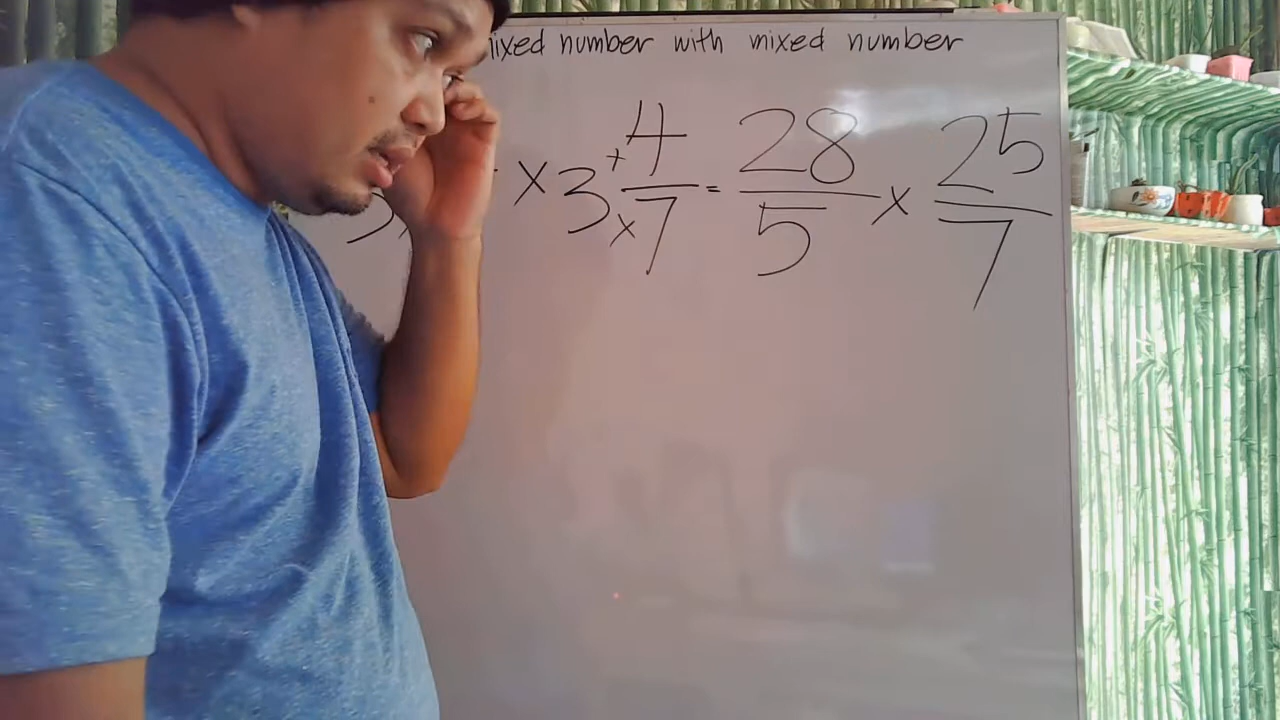 ixed number with mixed number
× 3 + 4/×7 = 28/5 × 25/7